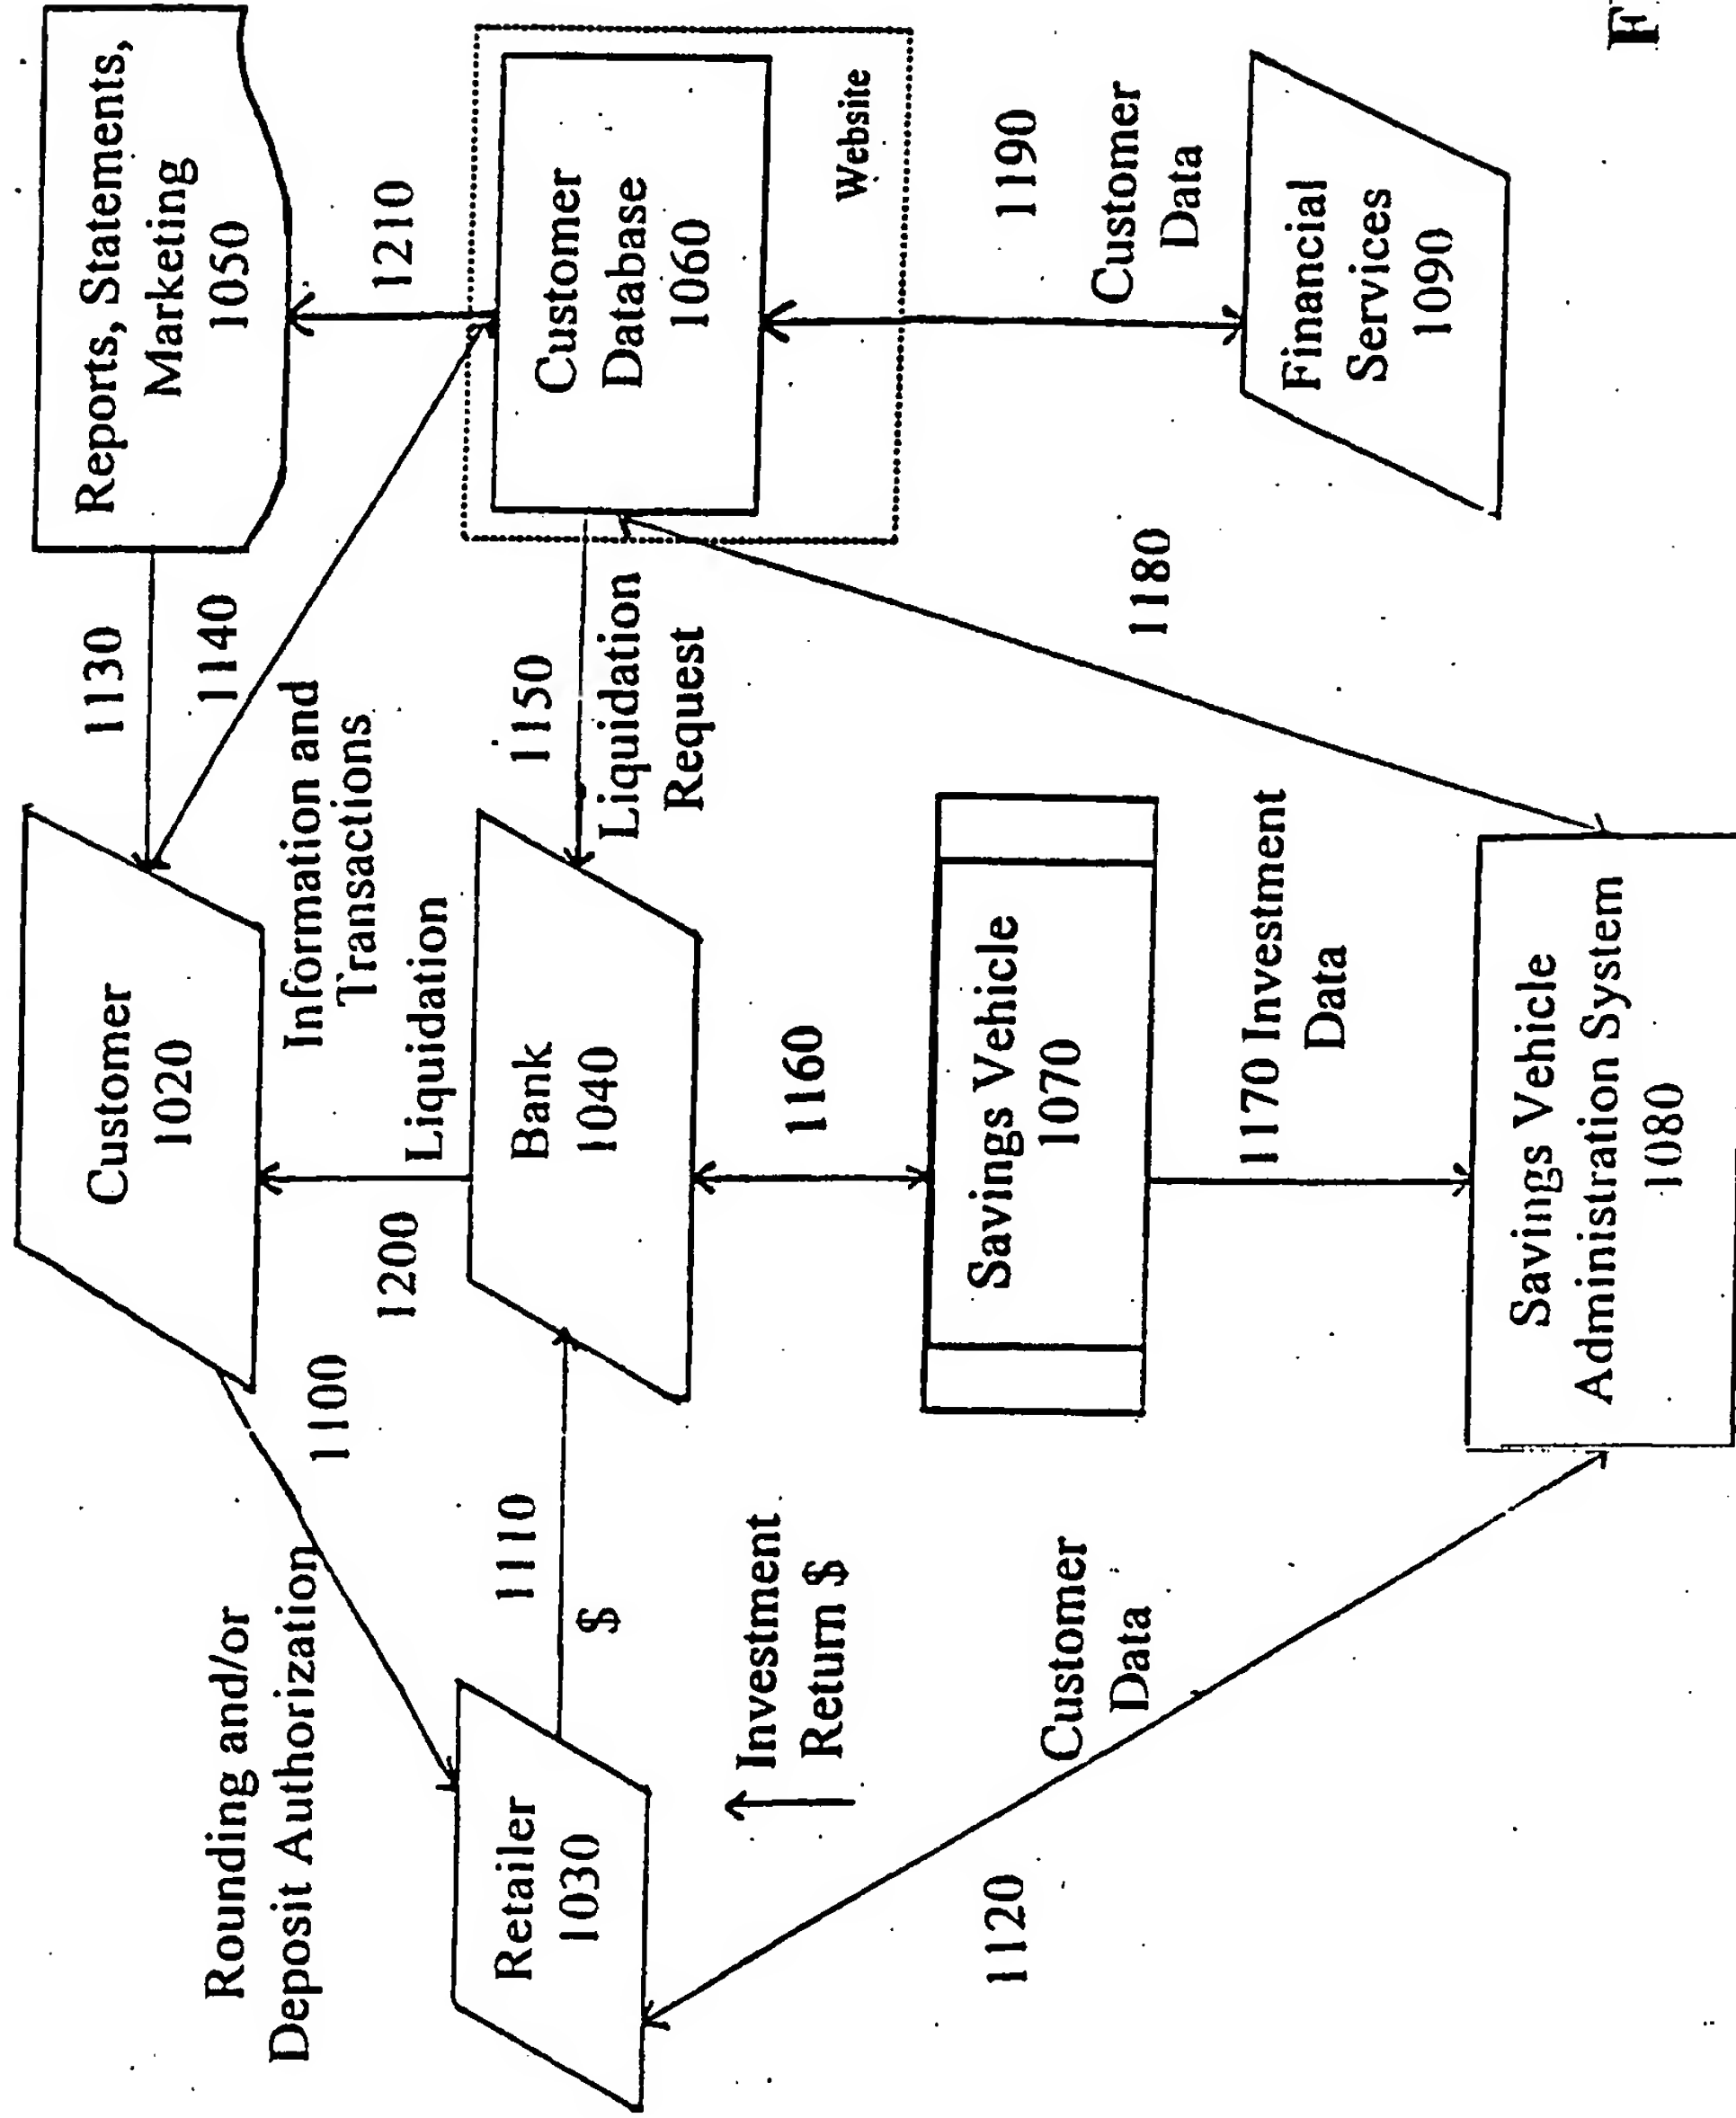 Rounding and/or
Deposit Authorization
1100
Customer
1020
1130
1140
Reports, Statements,
Marketing
1050
Information and
Transactions
1210
1200
Liquidation
Retailer
1030
1110
$
Bank
1040
1150
Liquidation
Request
Customer
Database
1060
Website
Investment
Return $
1160
Savings Vehicle
1070
1190
Customer
Data
1120
Customer
Data
1170 Investment
Data
1180
Financial
Services
1090
Savings Vehicle
Administration System
1080
F